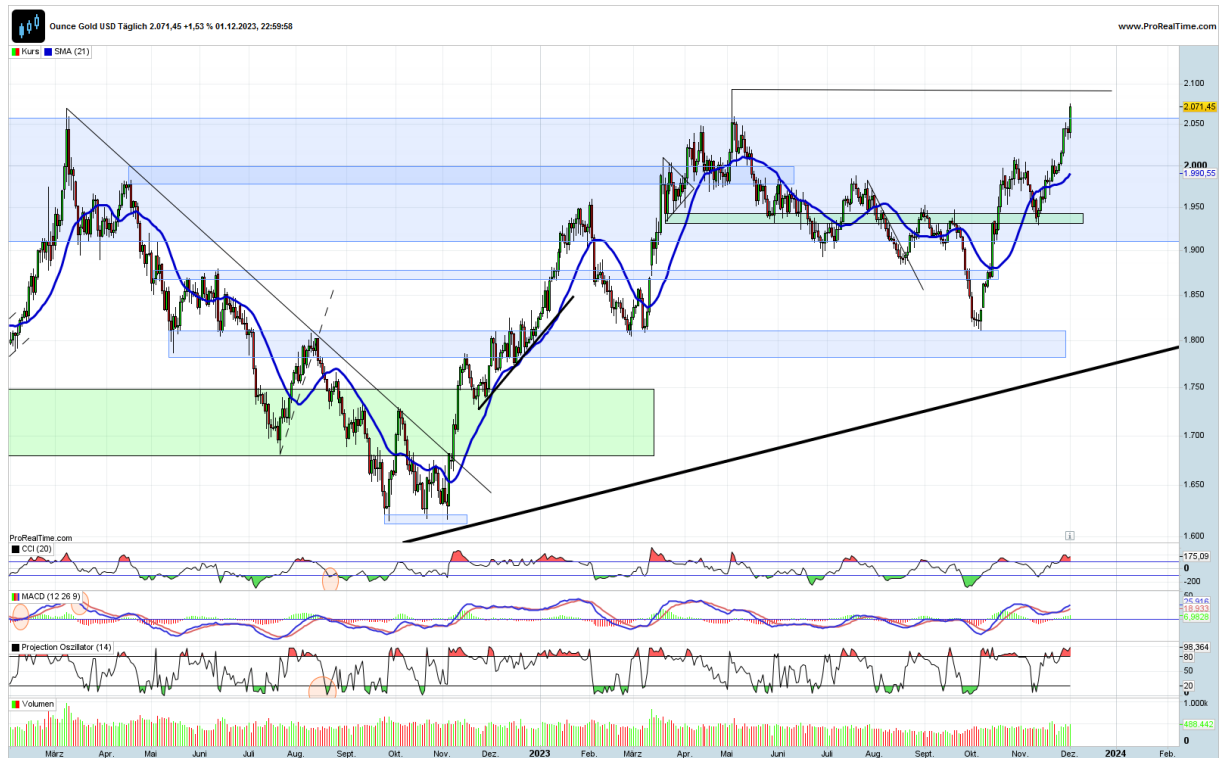 Ounce Gold USD Täglich 2.071,45 +1,53 % 01.12.2023, 22:59:58
www.ProRealTime.com
Kurs SMA (21)
2.100
2.071,45
2.050
2.000
1.990,55
1.950
1.900
1.850
1.800
1.750
1.700
1.650
1.600
ProRealTime.com
CCI (20)
175,09
0
-200
MACD (12 26 9)
50
25,916
18,933
6,9828
Projection Oszillator (14)
98,364
80
50
20
0
Volumen
1.000k
488.442
0
März Apr. Mai Juni Juli Aug. Sept. Okt. Nov. Dez. 2023 Feb. März Apr. Mai Juni Juli Aug. Sept. Okt. Nov. Dez. 2024 Feb.